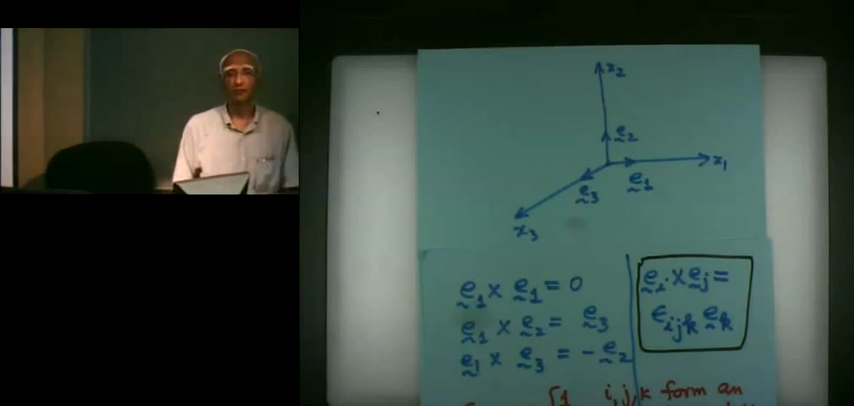 x₂
e₂
x₁
e₁
e₃
x₃
e₁ × e₁ = 0
e₁ × e₂ = e₃
e₁ × e₃ = - e₂
eᵢ × eⱼ =
ϵᵢⱼₖ eₖ
[1 i, j, k form an